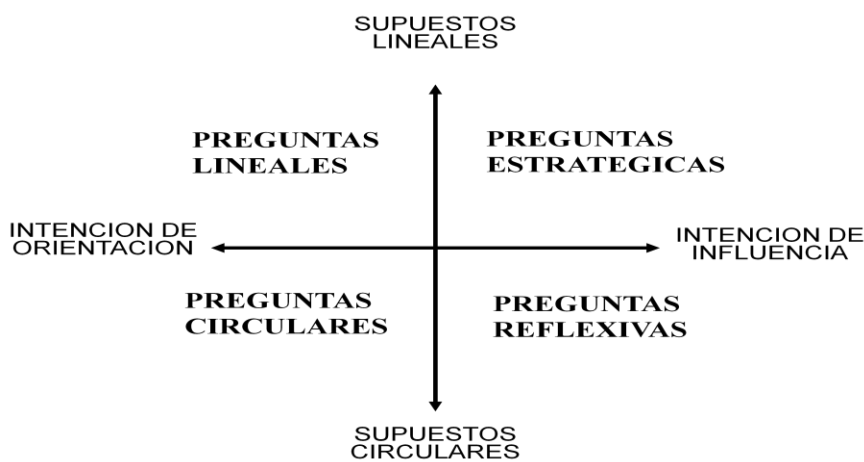 SUPUESTOS
LINEALES
PREGUNTAS
LINEALES
PREGUNTAS
ESTRATEGICAS
INTENCION DE
ORIENTACION
INTENCION DE
INFLUENCIA
PREGUNTAS
CIRCULARES
PREGUNTAS
REFLEXIVAS
SUPUESTOS
CIRCULARES